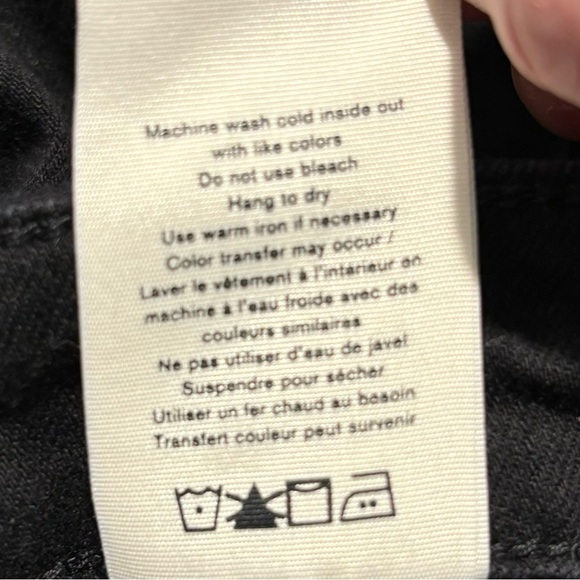 Machine wash cold inside out
with like colors
Do not use bleach
Hang to dry
Use warm iron if necessary
Color transfer may occur /
Laver le vêtement à l'intérieur en
machine à l'eau froide avec des
couleurs similaires
Ne pas utiliser d'eau de javel
Suspendre pour sécher
Utiliser un fer chaud au besoin
Transfert couleur peut survenir